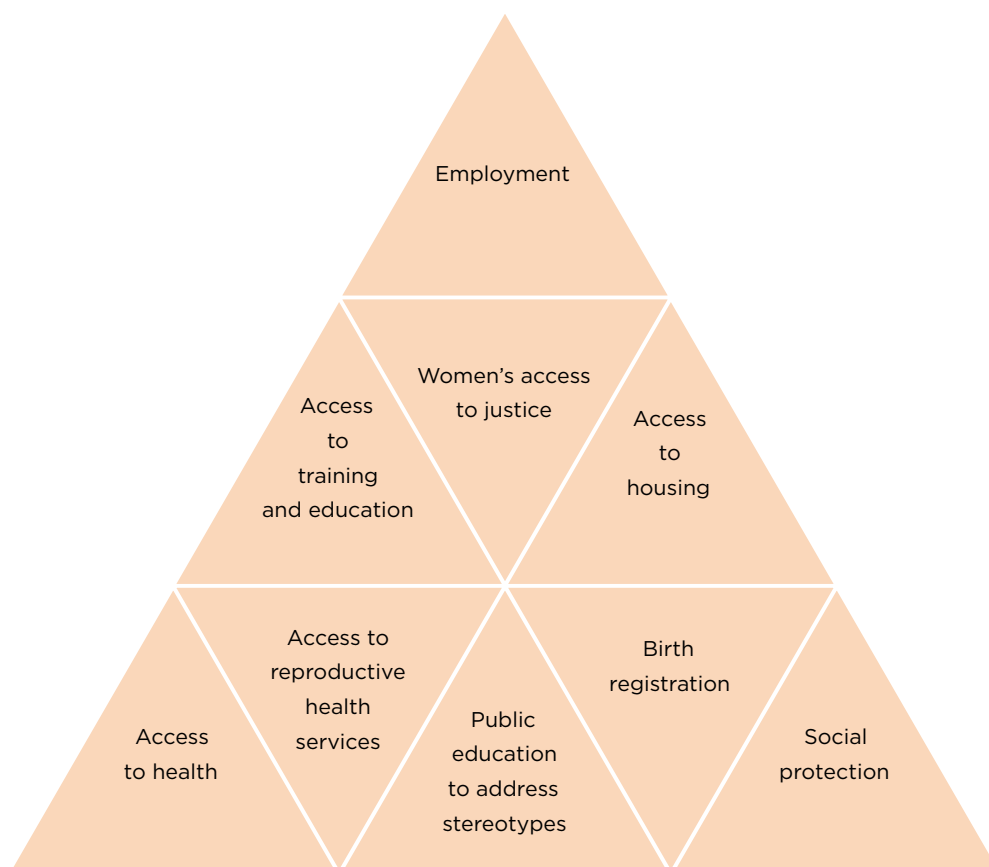 Employment
Women’s access
to justice
Access
to
training
and education
Access
to
housing
Access to
reproductive
health
services
Birth
registration
Access
to health
Public
education
to address
stereotypes
Social
protection